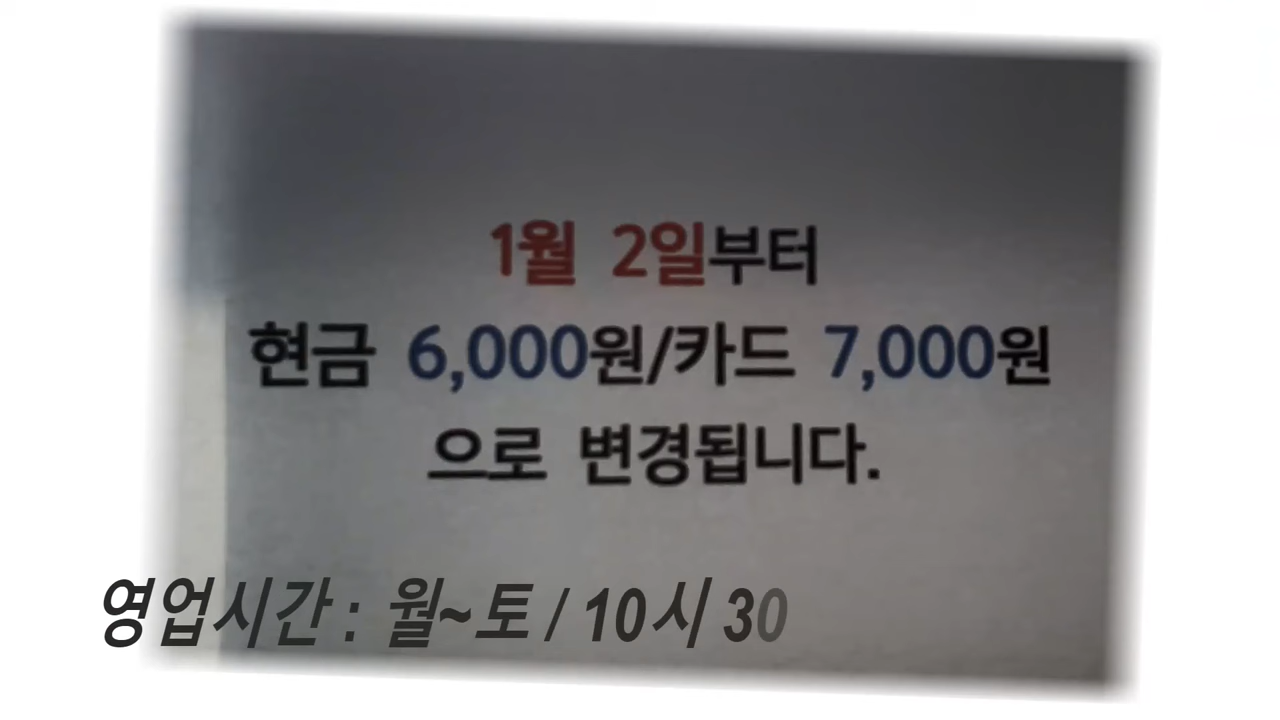 1월 2일부터
현금 6,000원/카드 7,000원
으로 변경됩니다.
영업시간 : 월~토 / 10시 30